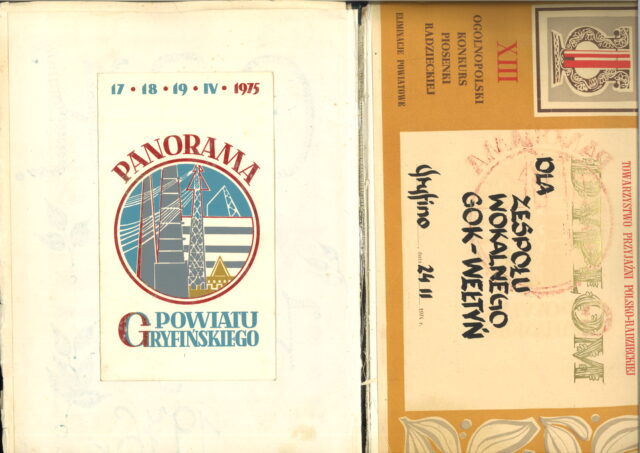 17 • 18 • 19 • IV • 1975
PANORAMA
POWIATU
GRYFIŃSKIEGO
XIII
OGÓLNOPOLSKI
KONKURS
PIOSENKI
RADZIECKIEJ
ELIMINACJE POWIATOWE
TOWARZYSTWO PRZYJAŹNI POLSKO-RADZIECKIEJ
DYPLOM
DLA
ZESPOŁU
WOKALNEGO
GOK-WEŁTYŃ
Gryfino
24 II